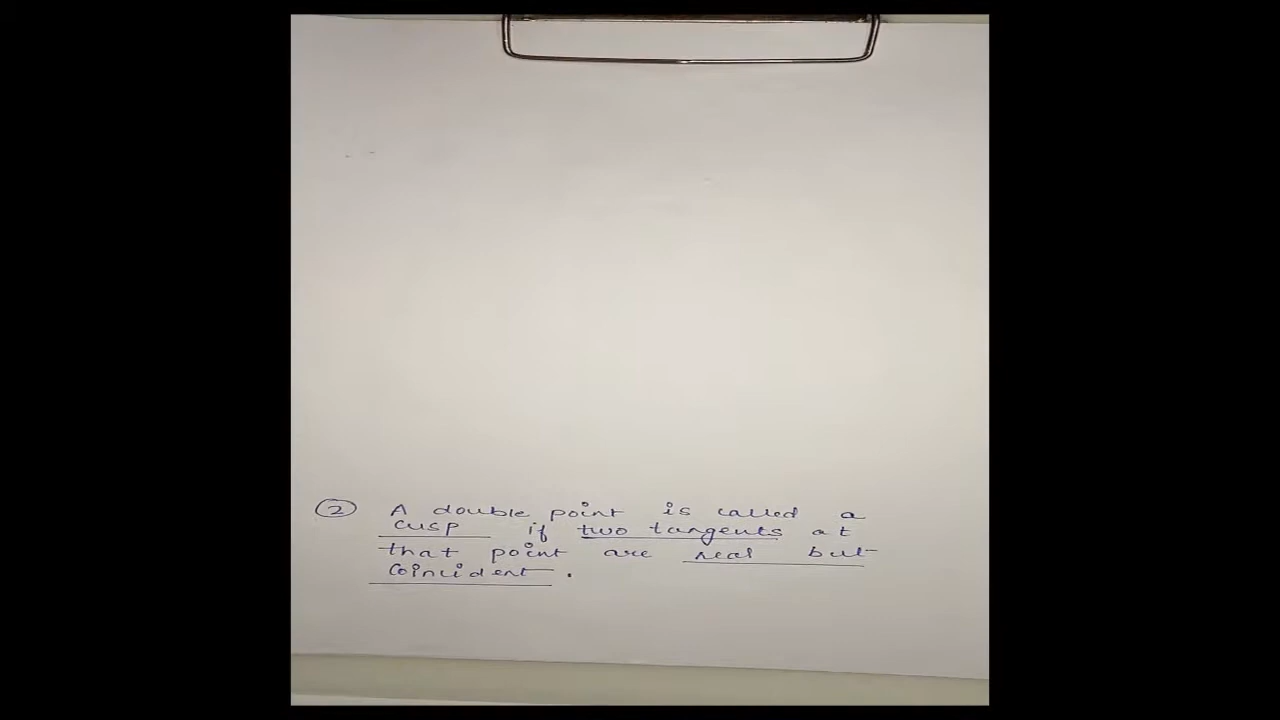 ② A double point is called a
cusp if two tangents at
that point are real but
coincident .